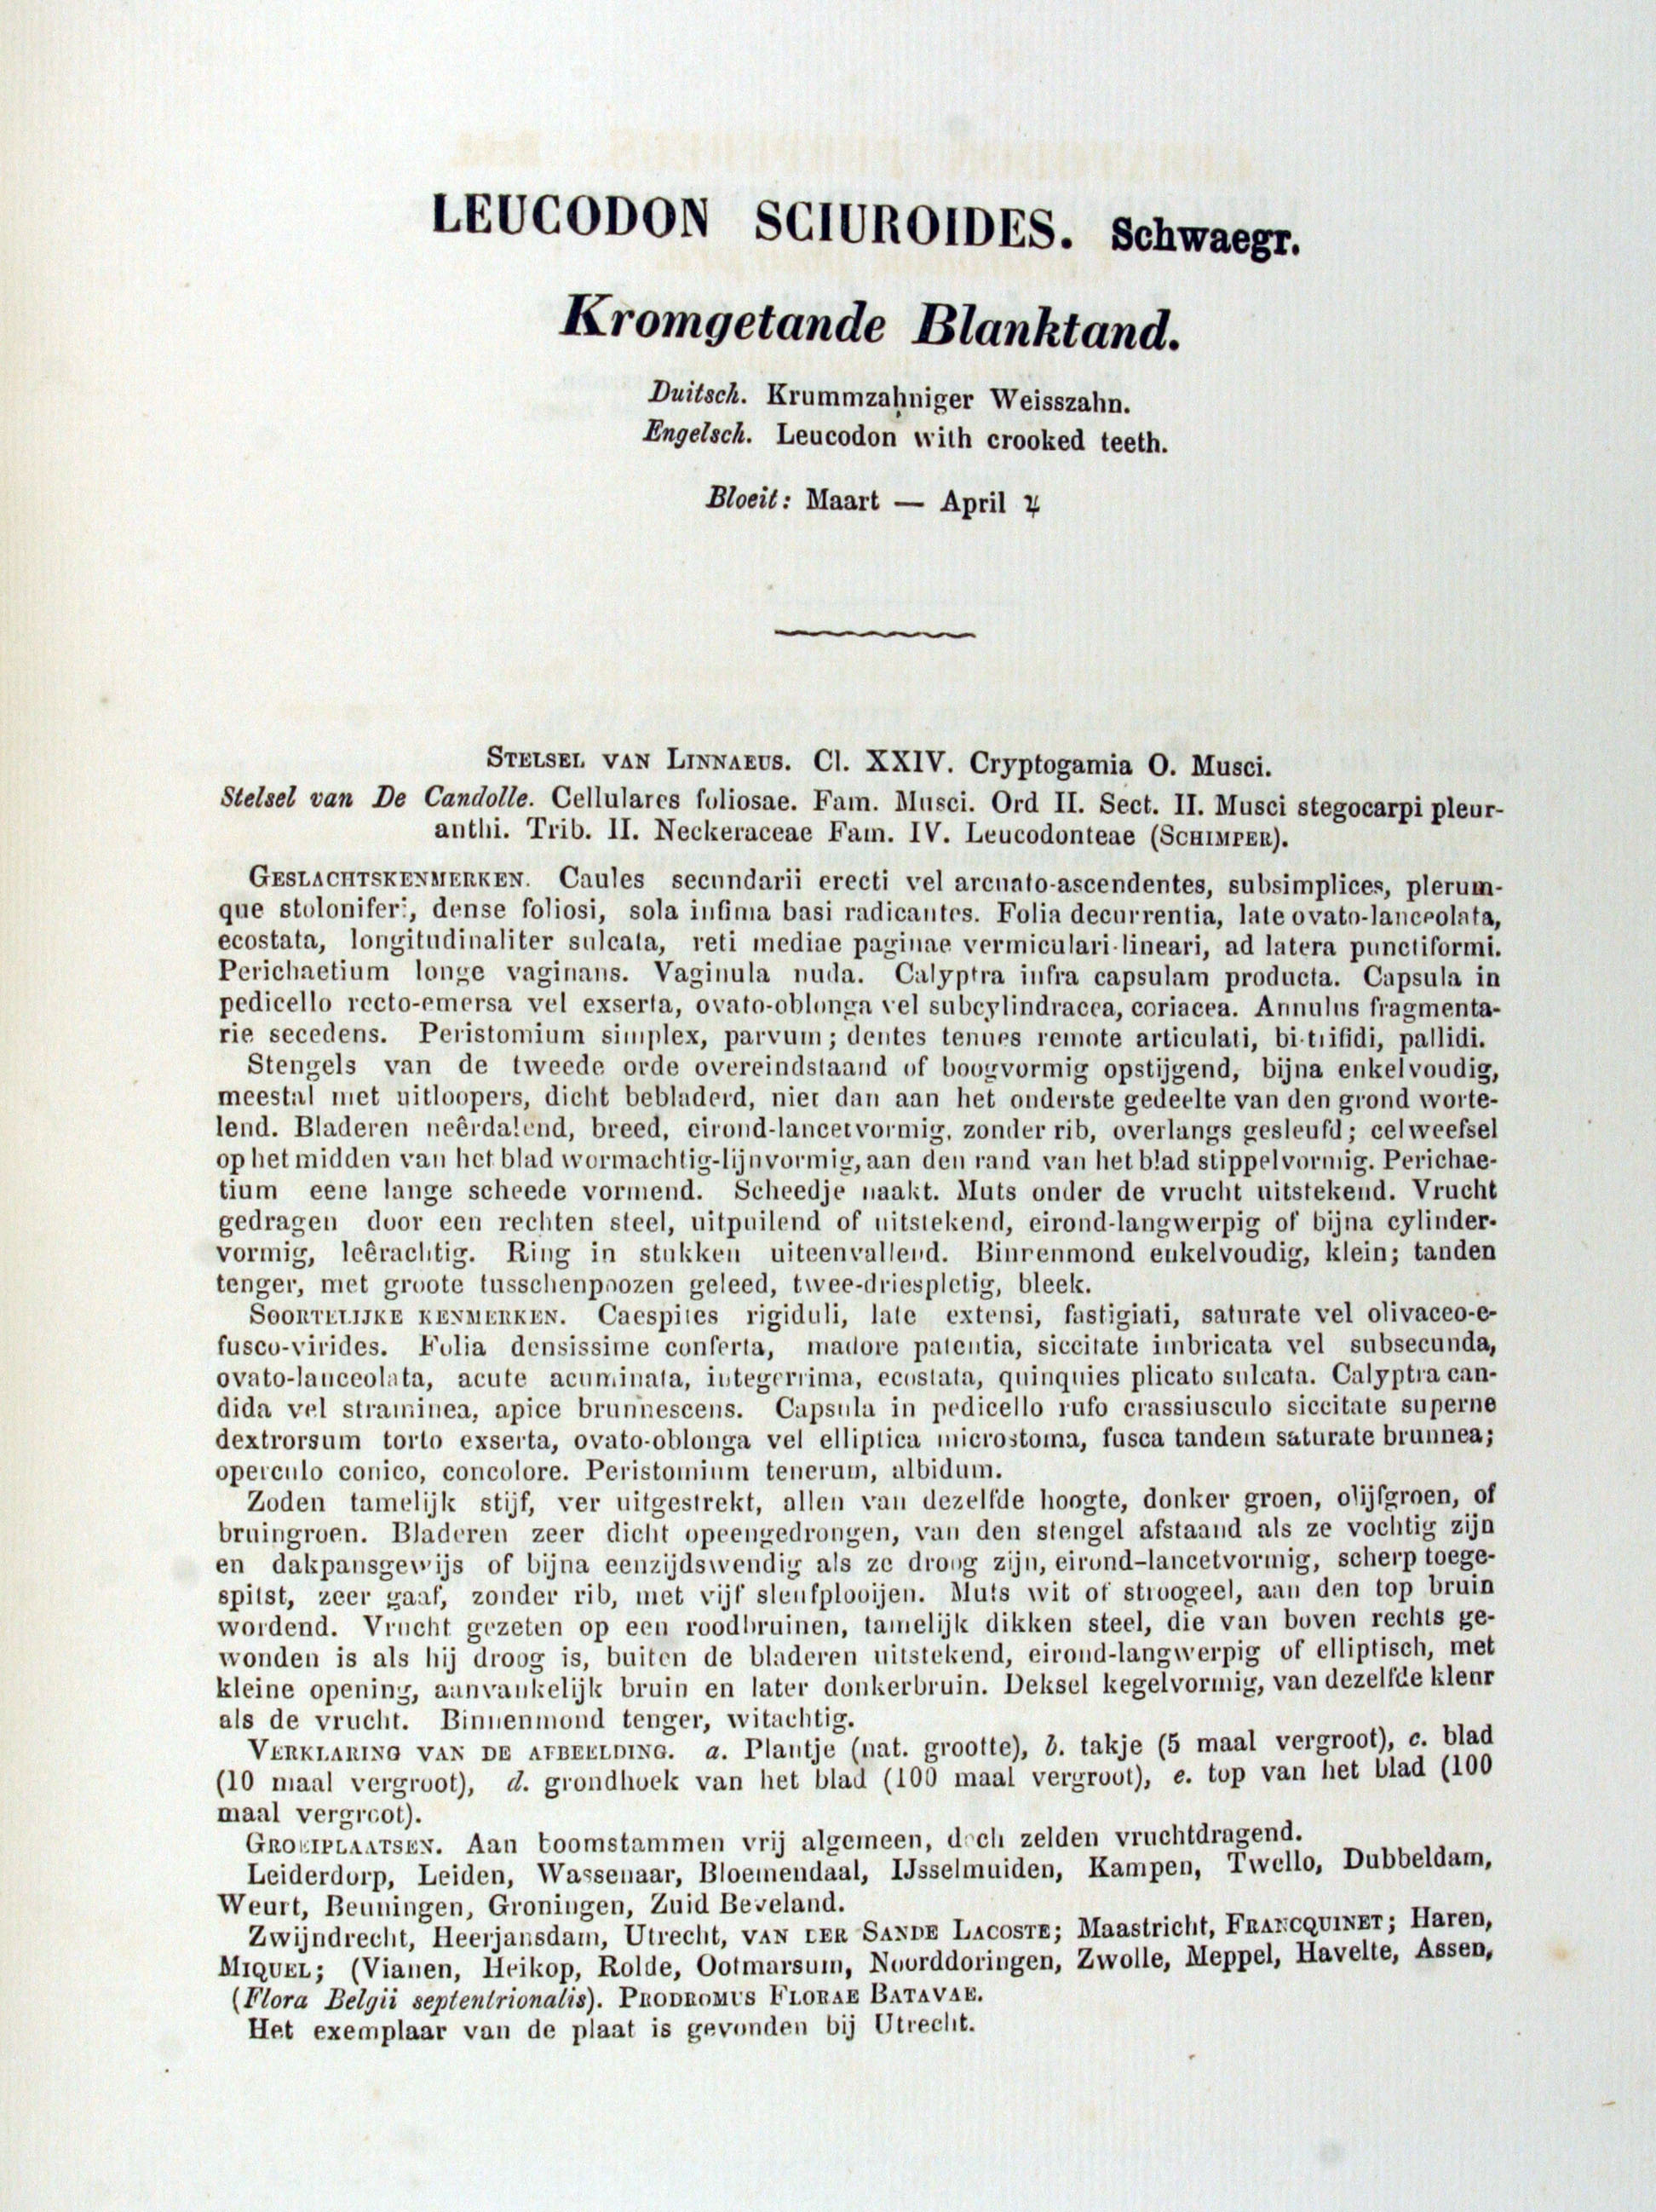 LEUCODON SCIUROIDES. Schwaegr.
Kromgetande Blanktand.
Duitsch. Krummzahniger Weisszahn.
Engelsch. Leucodon with crooked teeth.
Bloeit: Maart — April ♃
STELSEL VAN LINNAEUS. Cl. XXIV. Cryptogamia O. Musci.
Stelsel van De Candolle. Cellulares foliosae. Fam. Musci. Ord II. Sect. II. Musci stegocarpi pleur-
anthi. Trib. II. Neckeraceae Fam. IV. Leucodonteae (SCHIMPER).
GESLACHTSKENMERKEN. Caules secundarii erecti vel arcuato-ascendentes, subsimplices, plerum-
que stoloniferi, dense foliosi, sola infima basi radicantes. Folia decurrentia, late ovato-lanceolata,
ecostata, longitudinaliter sulcata, reti mediae paginae vermiculari-lineari, ad latera punctiformi.
Perichaetium longe vaginans. Vaginula nuda. Calyptra infra capsulam producta. Capsula in
pedicello recto-emersa vel exserta, ovato-oblonga vel subcylindracea, coriacea. Annulus fragmenta-
rie secedens. Peristomium simplex, parvum; dentes tenues remote articulati, bi-trifidi, pallidi.
Stengels van de tweede orde overeindstaand of boogvormig opstijgend, bijna enkelvoudig,
meestal met uitloopers, dicht bebladerd, niet dan aan het onderste gedeelte van den grond worte-
lend. Bladeren neêrdalend, breed, eirond-lancetvormig, zonder rib, overlangs gesleufd; celweefsel
op het midden van het blad wormachtig-lijnvormig, aan den rand van het blad stippelvormig. Perichae-
tium eene lange scheede vormend. Scheedje naakt. Muts onder de vrucht uitstekend. Vrucht
gedragen door een rechten steel, uitpuilend of uitstekend, eirond-langwerpig of bijna cylinder-
vormig, leêrachtig. Ring in stukken uiteenvallend. Binnenmond enkelvoudig, klein; tanden
tenger, met groote tusschenpoozen geleed, twee-driespletig, bleek.
SOORTELIJKE KENMERKEN. Caespites rigiduli, late extensi, fastigiati, saturate vel olivaceo-e-
fusco-virides. Folia densissime conferta, madore patentia, siccitate imbricata vel subsecunda,
ovato-lanceolata, acute acuminata, integerrima, ecostata, quinquies plicato sulcata. Calyptra can-
dida vel straminea, apice brunnescens. Capsula in pedicello rufo crassiusculo siccitate superne
dextrorsum torto exserta, ovato-oblonga vel elliptica microstoma, fusca tandem saturate brunnea;
operculo conico, concolore. Peristomium tenerum, albidum.
Zoden tamelijk stijf, ver uitgestrekt, allen van dezelfde hoogte, donker groen, olijfgroen, of
bruingroen. Bladeren zeer dicht opeengedrongen, van den stengel afstaand als ze vochtig zijn
en dakpansgewijs of bijna eenzijdswendig als ze droog zijn, eirond-lancetvormig, scherp toege-
spitst, zeer gaaf, zonder rib, met vijf sleufplooijen. Muts wit of stroogeel, aan den top bruin
wordend. Vrucht gezeten op een roodbruinen, tamelijk dikken steel, die van boven rechts ge-
wonden is als hij droog is, buiten de bladeren uitstekend, eirond-langwerpig of elliptisch, met
kleine opening, aanvankelijk bruin en later donkerbruin. Deksel kegelvormig, van dezelfde kleur
als de vrucht. Binnenmond tenger, witachtig.
VERKLARING VAN DE AFBEELDING. a. Plantje (nat. grootte), b. takje (5 maal vergroot), c. blad
(10 maal vergroot), d. grondhoek van het blad (100 maal vergroot), e. top van het blad (100
maal vergroot).
GROEIPLAATSEN. Aan boomstammen vrij algemeen, doch zelden vruchtdragend.
Leiderdorp, Leiden, Wassenaar, Bloemendaal, IJsselmuiden, Kampen, Twello, Dubbeldam,
Weurt, Beuningen, Groningen, Zuid Beveland.
Zwijndrecht, Heerjansdam, Utrecht, VAN DER SANDE LACOSTE; Maastricht, FRANCQUINET; Haren,
MIQUEL; (Vianen, Heikop, Rolde, Ootmarsum, Noorddoringen, Zwolle, Meppel, Havelte, Assen,
(Flora Belgii septentrionalis). PRODROMUS FLORAE BATAVAE.
Het exemplaar van de plaat is gevonden bij Utrecht.